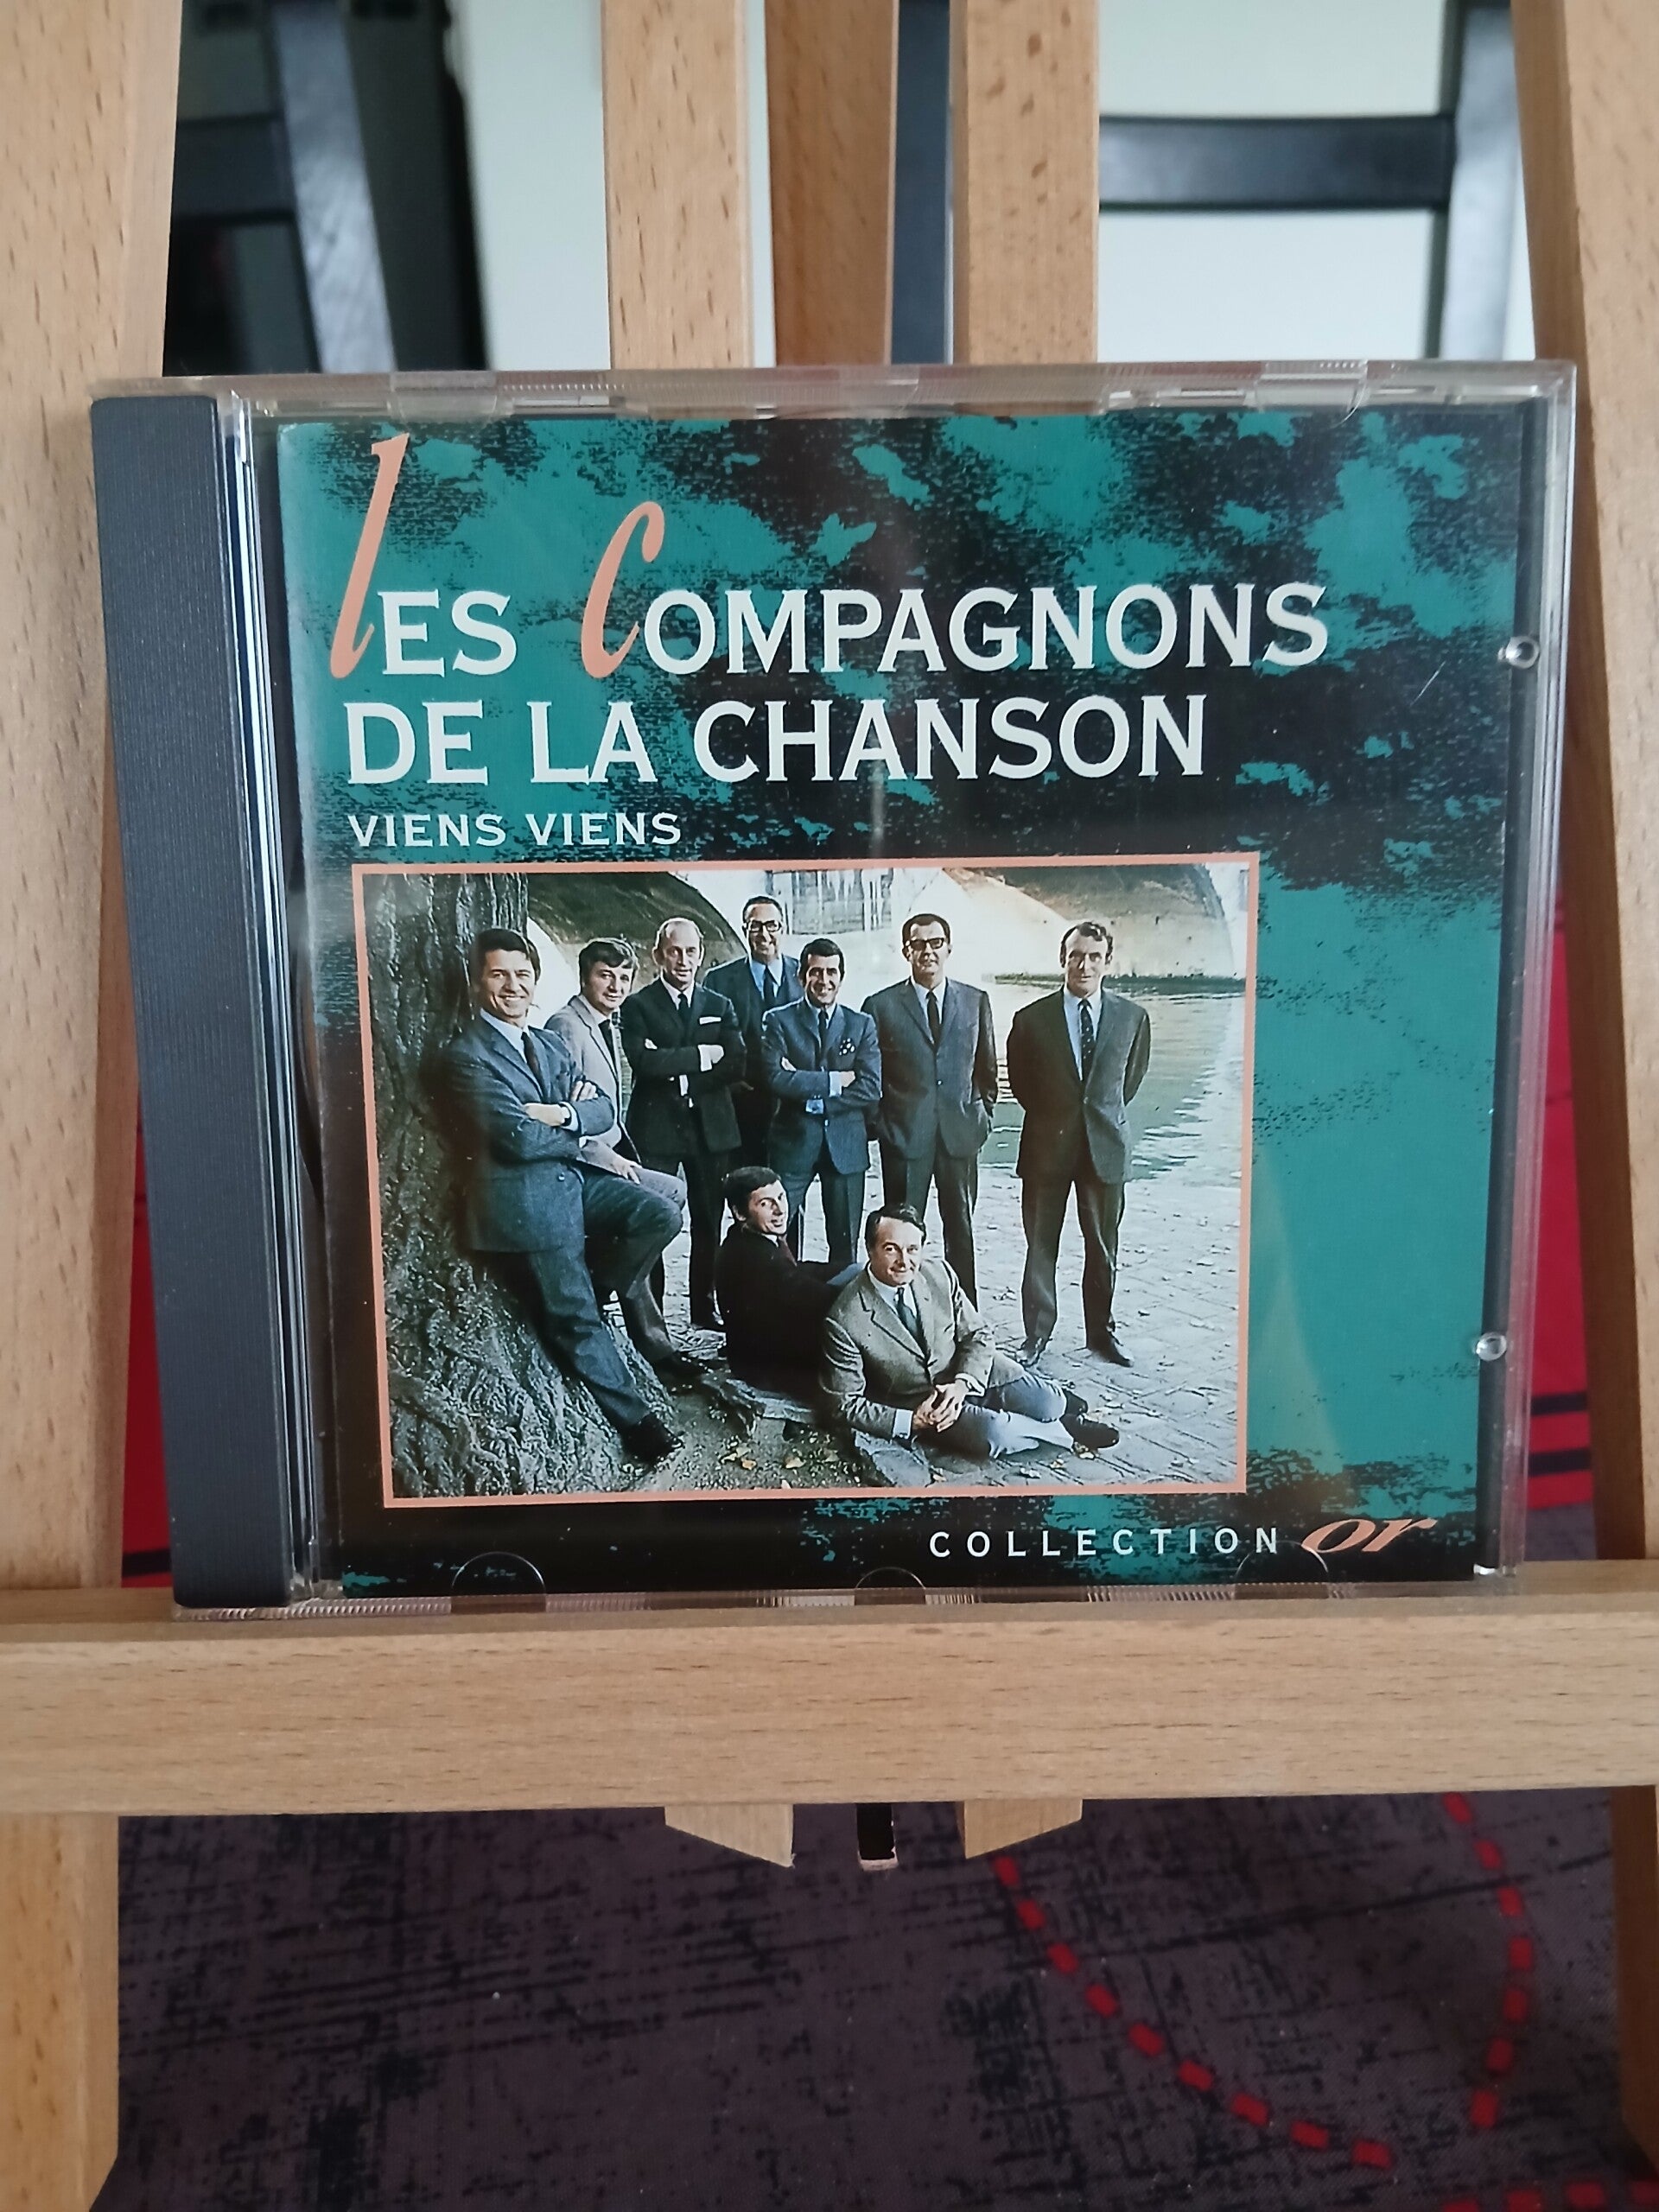 les compagnons
DE LA CHANSON
VIENS VIENS
COLLECTION or